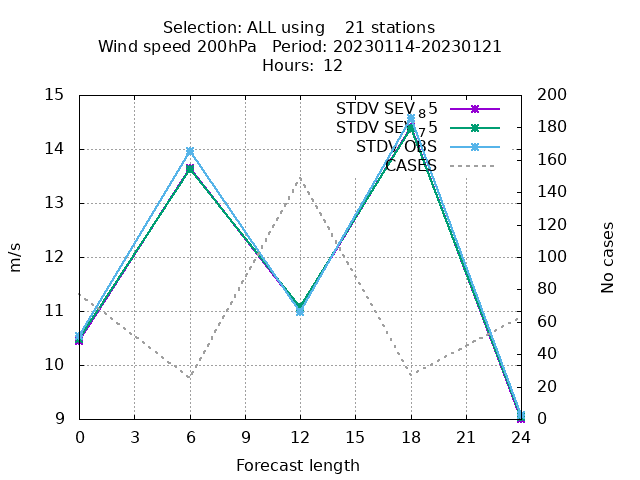 Selection: ALL using    21 stations
Wind speed 200hPa   Period: 20230114-20230121
Hours:  12
STDV SEV 8 5
STDV SEV 7 5
STDV OBS
CASES
m/s
No cases
15
14
13
12
11
10
9
200
180
160
140
120
100
80
60
40
20
0
0 3 6 9 12 15 18 21 24
Forecast length